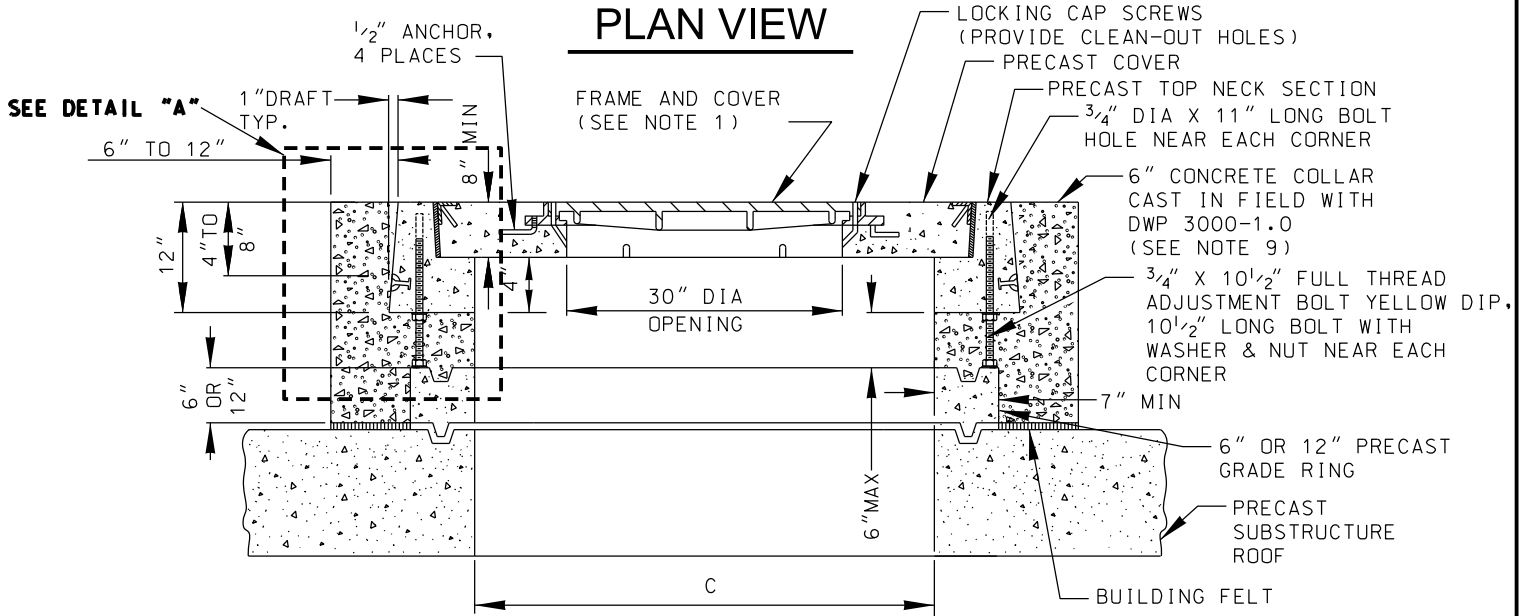 PLAN VIEW
1/2" ANCHOR,
4 PLACES
LOCKING CAP SCREWS
(PROVIDE CLEAN-OUT HOLES)
PRECAST COVER
SEE DETAIL "A"
1"DRAFT
TYP.
FRAME AND COVER
(SEE NOTE 1)
PRECAST TOP NECK SECTION
3/4" DIA X 11" LONG BOLT
HOLE NEAR EACH CORNER
6" TO 12"
8" MIN
6" CONCRETE COLLAR
CAST IN FIELD WITH
DWP 3000-1.0
(SEE NOTE 9)
12"
4"TO
8"
4"
30" DIA
OPENING
3/4" X 10 1/2" FULL THREAD
ADJUSTMENT BOLT YELLOW DIP,
10 1/2" LONG BOLT WITH
WASHER & NUT NEAR EACH
CORNER
6"
OR
12"
7" MIN
6" OR 12" PRECAST
GRADE RING
6"MAX
PRECAST
SUBSTRUCTURE
ROOF
C
BUILDING FELT